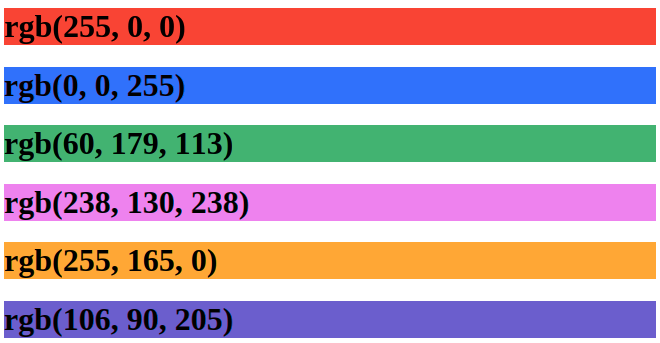 rgb(255, 0, 0)
rgb(0, 0, 255)
rgb(60, 179, 113)
rgb(238, 130, 238)
rgb(255, 165, 0)
rgb(106, 90, 205)